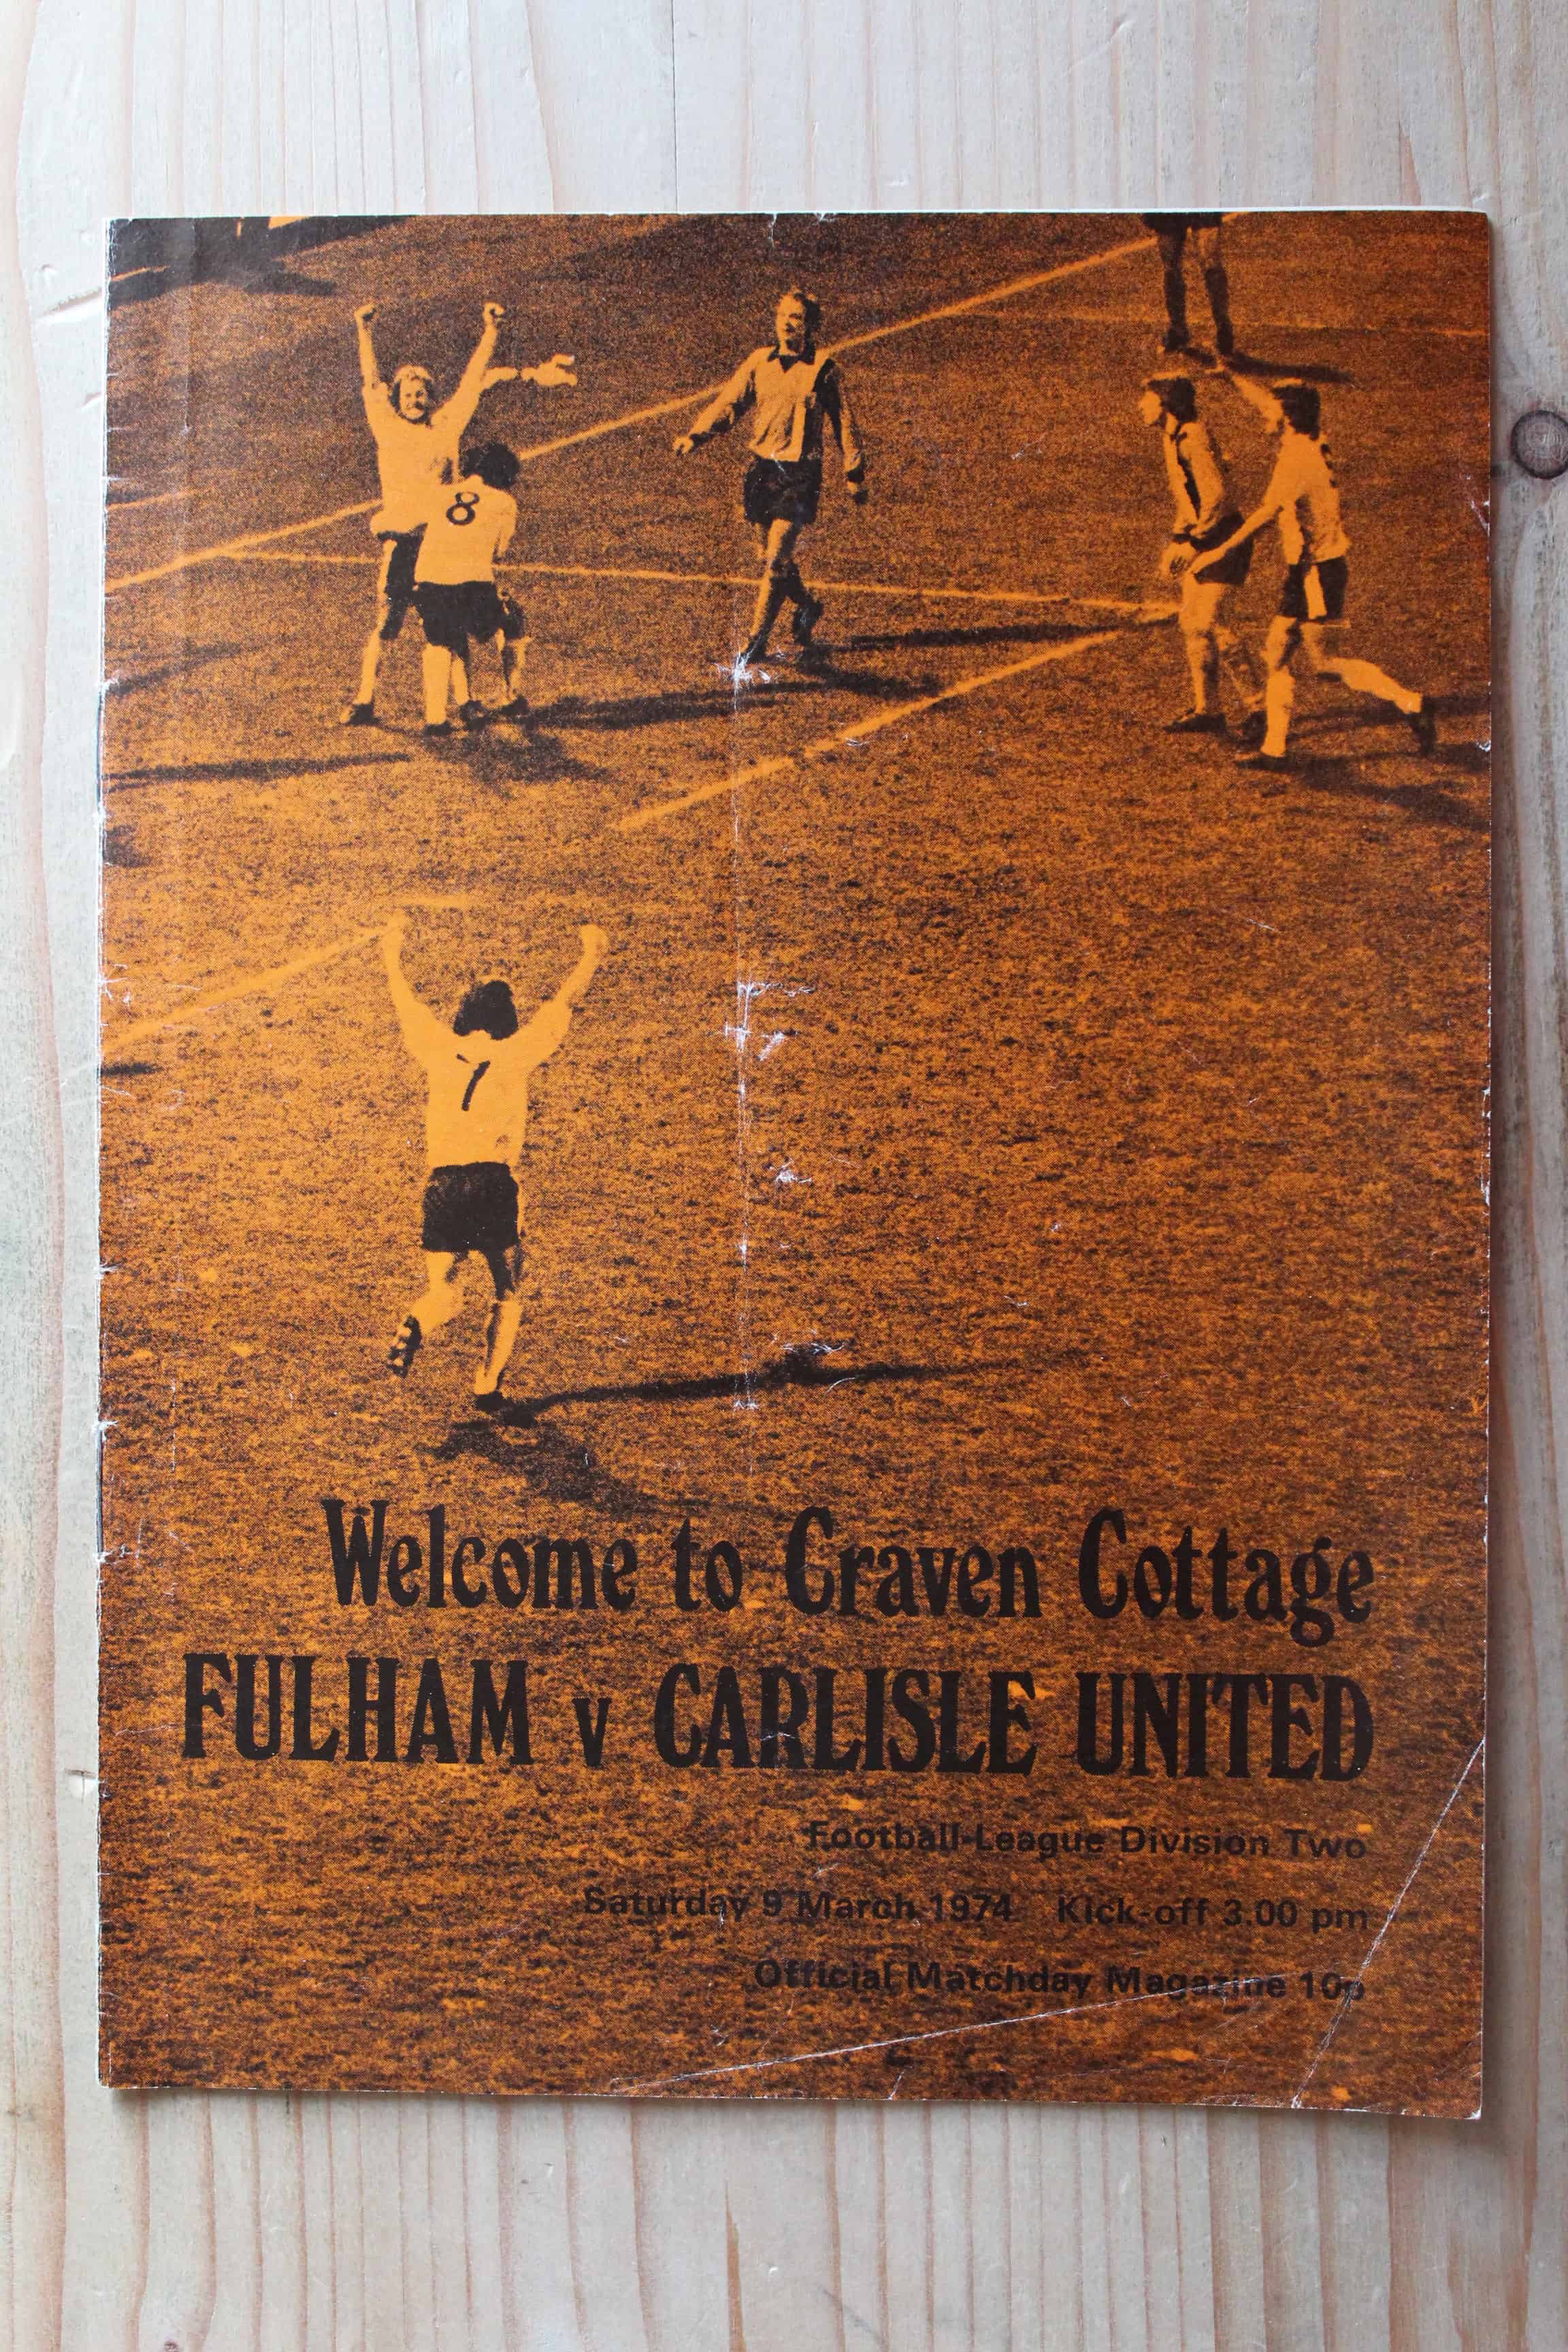 8
7
Welcome to Craven Cottage
FULHAM v CARLISLE UNITED
Football League Division Two
Saturday 9 March 1974 Kick-off 3.00 pm
Official Matchday Magazine 10p